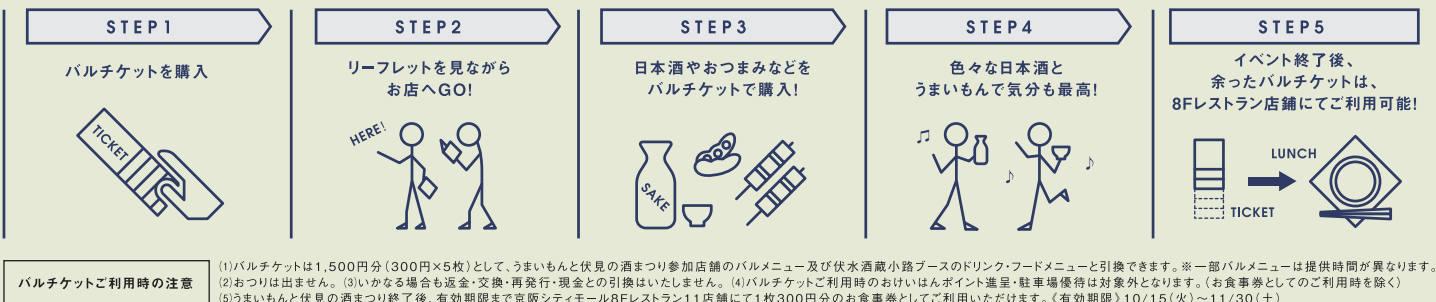 STEP1
バルチケットを購入
TICKET
STEP2
リーフレットを見ながら
お店へGO!
HERE!
STEP3
日本酒やおつまみなどを
バルチケットで購入!
SAKE
STEP4
色々な日本酒と
うまいもんで気分も最高!
STEP5
イベント終了後、
余ったバルチケットは、
8Fレストラン店舗にてご利用可能!
LUNCH
TICKET
バルチケットご利用時の注意
(1)バルチケットは1,500円分(300円×5枚)として、うまいもんと伏見の酒まつり参加店舗のバルメニュー及び伏水酒蔵小路ブースのドリンク・フードメニューと引換できます。※一部バルメニューは提供時間が異なります。
(2)おつりは出ません。(3)いかなる場合も返金・交換・再発行・現金との引換はいたしません。(4)バルチケットご利用時のおけいはんポイント進呈・駐車場優待は対象外となります。(お食事券としてのご利用時を除く)
(5)うまいもんと伏見の酒まつり終了後、有効期限まで京阪シティモール8Fレストラン11店舗にて1枚300円分のお食事券としてご利用いただけます。《有効期限》10/15(火)〜11/30(土)